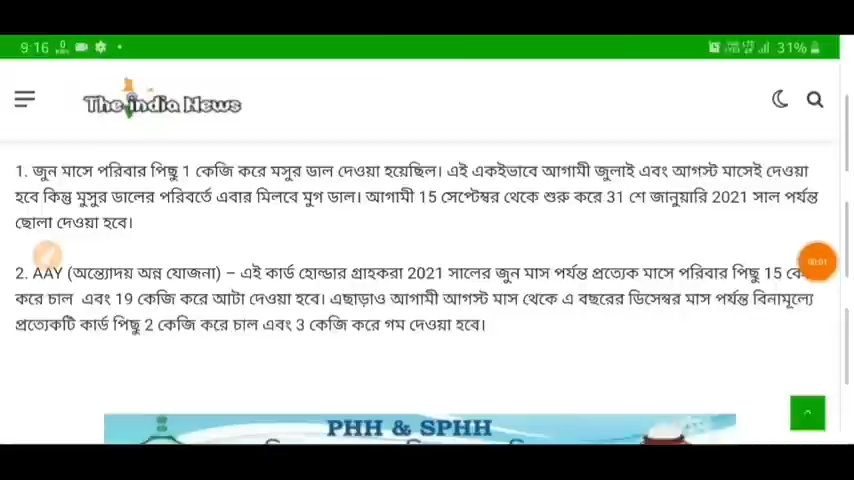 9:16
31%
The india News
1. জুন মাসে পরিবার পিছু 1 কেজি করে মসুর ডাল দেওয়া হয়েছিল। এই একইভাবে আগামী জুলাই এবং আগস্ট মাসেই দেওয়া
হবে কিন্তু মুসুর ডালের পরিবর্তে এবার মিলবে মুগ ডাল। আগামী 15 সেপ্টেম্বর থেকে শুরু করে 31 শে জানুয়ারি 2021 সাল পর্যন্ত
ছোলা দেওয়া হবে।
00:01
2. AAY (অন্ত্যোদয় অন্ন যোজনা) – এই কার্ড হোল্ডার গ্রাহকরা 2021 সালের জুন মাস পর্যন্ত প্রত্যেক মাসে পরিবার পিছু 15
করে চাল এবং 19 কেজি করে আটা দেওয়া হবে। এছাড়াও আগামী আগস্ট মাস থেকে এ বছরের ডিসেম্বর মাস পর্যন্ত বিনামূল্যে
প্রত্যেকটি কার্ড পিছু 2 কেজি করে চাল এবং 3 কেজি করে গম দেওয়া হবে।
PHH & SPHH